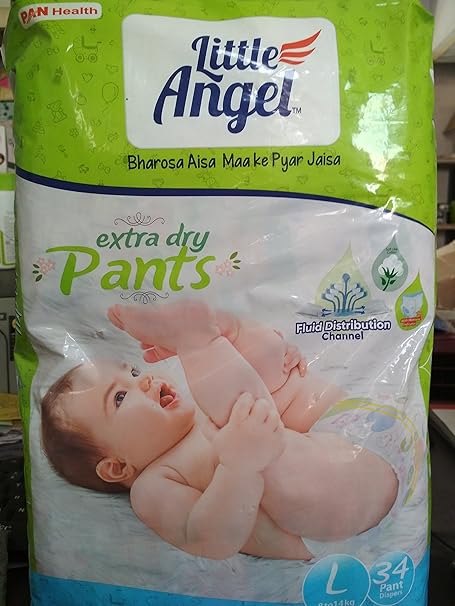 PAN Health
Little
Angel
TM
Bharosa Aisa Maa ke Pyar Jaisa
extra dry
Pants
Fluid Distribution
Channel
L
34
Pant
Diapers
8 to 14 kg